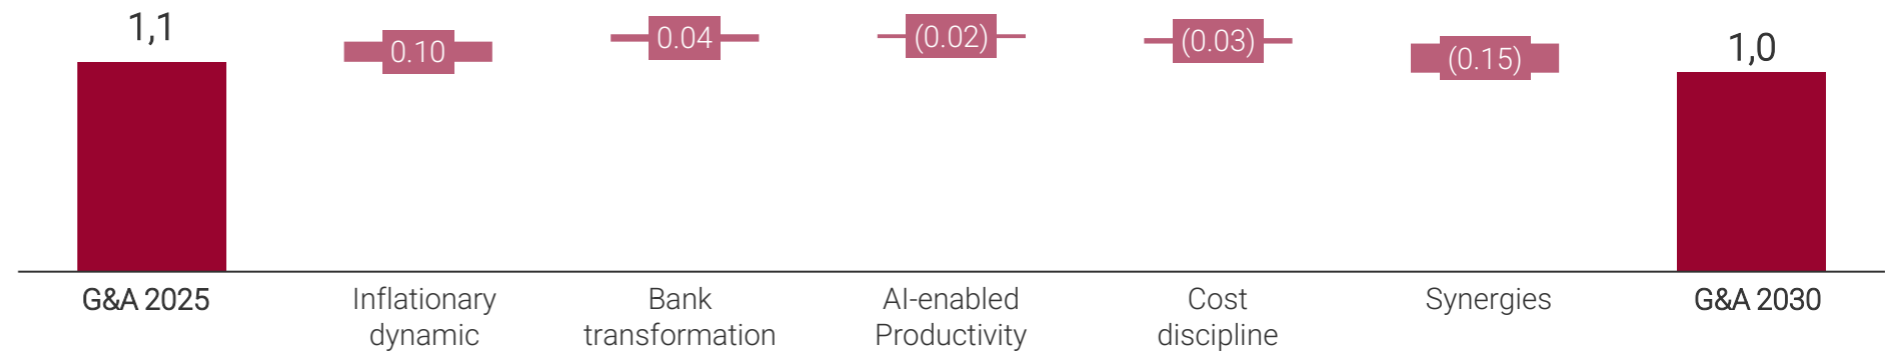 1,1
0.10
0.04
(0.02)
(0.03)
(0.15)
1,0
G&A 2025
Inflationary
dynamic
Bank
transformation
AI-enabled
Productivity
Cost
discipline
Synergies
G&A 2030